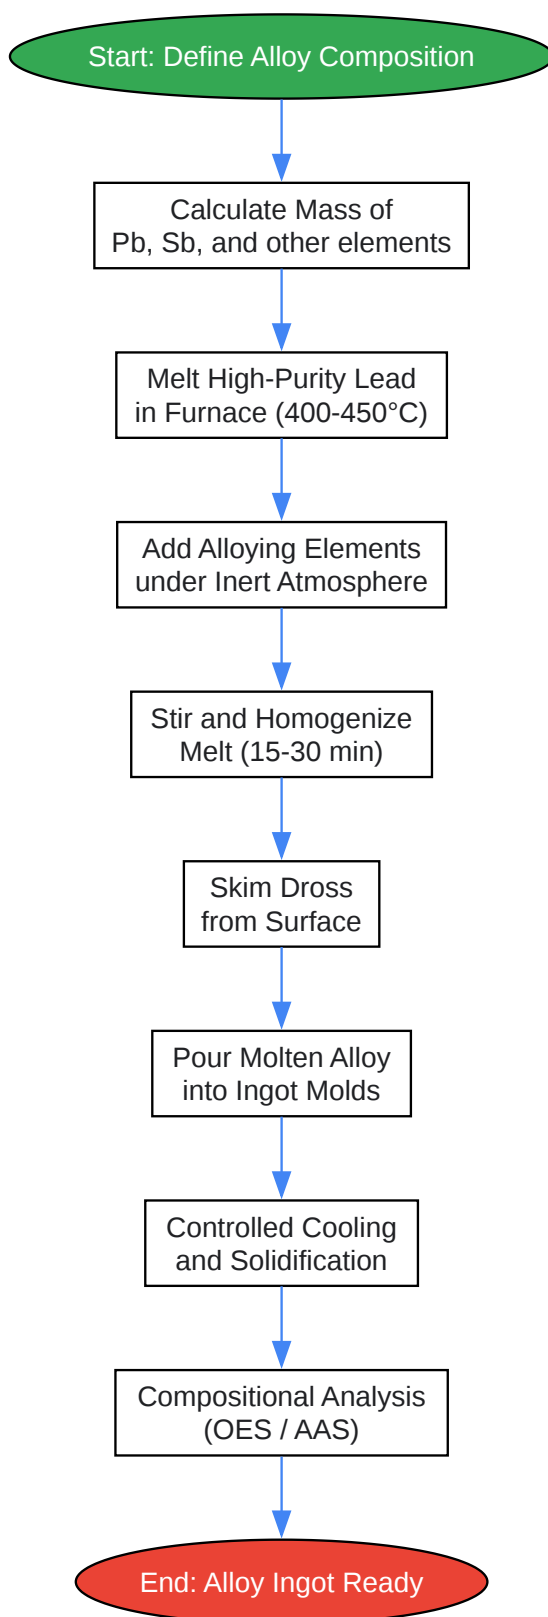 Start: Define Alloy Composition
Calculate Mass of
Pb, Sb, and other elements
Melt High-Purity Lead
in Furnace (400-450°C)
Add Alloying Elements
under Inert Atmosphere
Stir and Homogenize
Melt (15-30 min)
Skim Dross
from Surface
Pour Molten Alloy
into Ingot Molds
Controlled Cooling
and Solidification
Compositional Analysis
(OES / AAS)
End: Alloy Ingot Ready